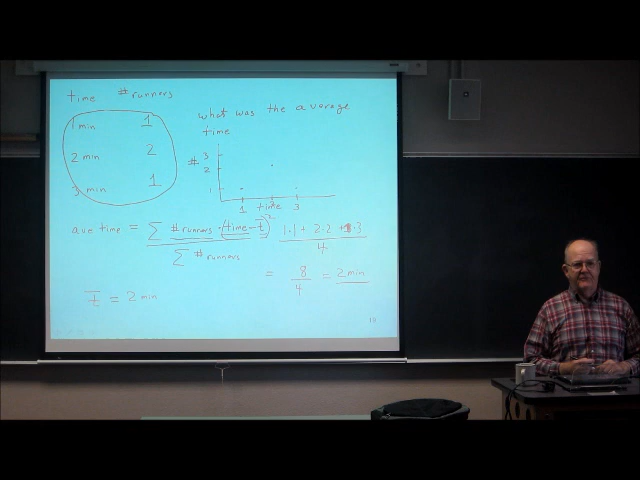 time # runners
1 min 1
2 min 2
3 min 1
what was the average
time
# 3
2
1
1 2 3
time
ave time = ∑ # runners · (time - t̄)² 1·1 + 2·2 + 1·3
∑ # runners 4
= 8/4 = 2 min
t̄ = 2 min